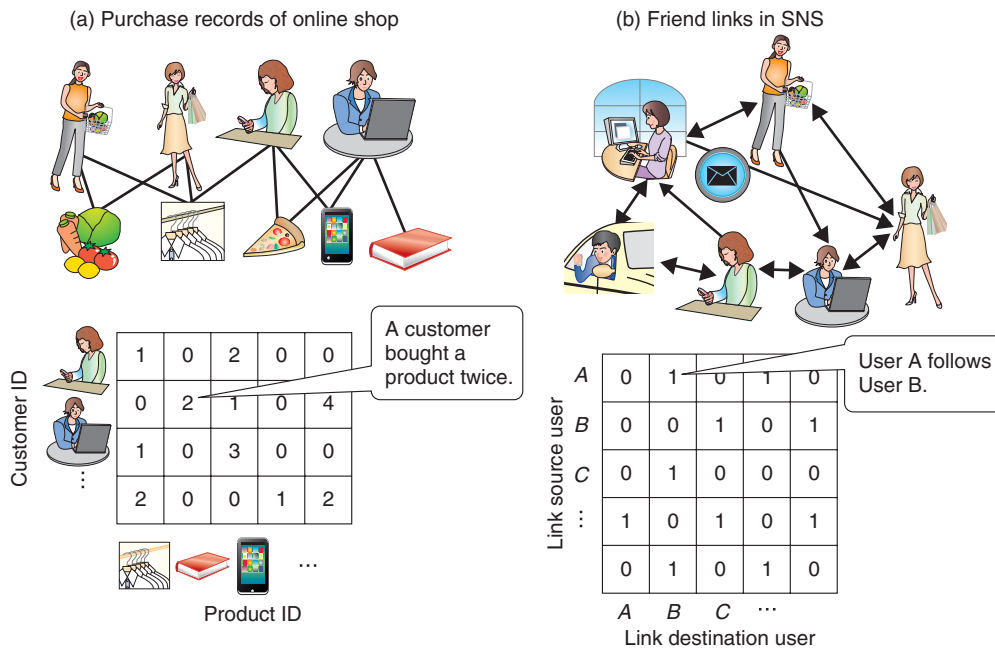 (a) Purchase records of online shop
(b) Friend links in SNS
A customer
bought a
product twice.
Customer ID
1 0 2 0 0
0 2 1 0 4
1 0 3 0 0
2 0 0 1 2
...
...
Product ID
User A follows
User B.
Link source user
A 0 1 0 1 0
B 0 0 1 0 1
C 0 1 0 0 0
... 1 0 1 0 1
0 1 0 1 0
A B C ...
Link destination user